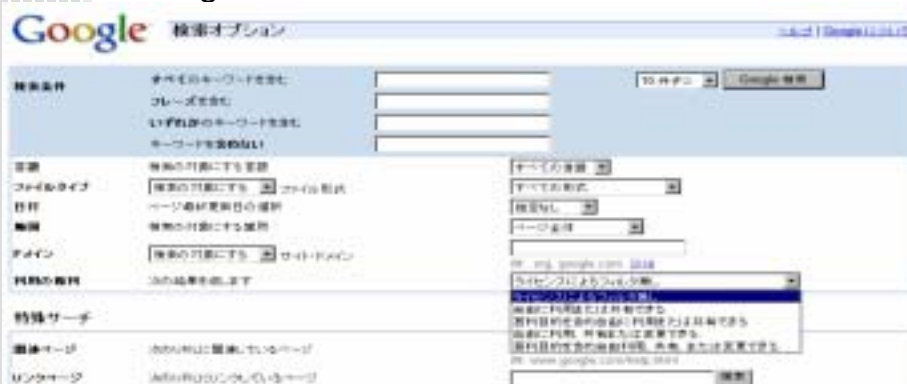 Google 検索オプション
ヘルプ | Google
検索条件 すべてのキーワードを含む 10 件ずつ Google 検索
フレーズを含む
いずれかのキーワードを含む
キーワードを含めない
言語 検索の対象にする言語 すべての言語
ファイルタイプ 検索の対象にする ファイル形式 すべての形式
日付 ページ最終更新日の選択 指定なし
範囲 検索の対象にする箇所 ページ全体
ドメイン 検索の対象にする サイト・ドメイン
例: org, google.com 詳細
利用の権利 次の結果を返します ライセンスによるフィルタ無し
ライセンスによるフィルタ無し
自由に利用または共有できる
営利目的を含め自由に利用または共有できる
自由に利用、共有または変更できる
営利目的を含め自由に利用、共有、または変更できる
特殊サーチ
関連ページ 次のURLに関連しているページ
例: www.google.com/help.html
リンクページ 次のURLにリンクしているページ 検索